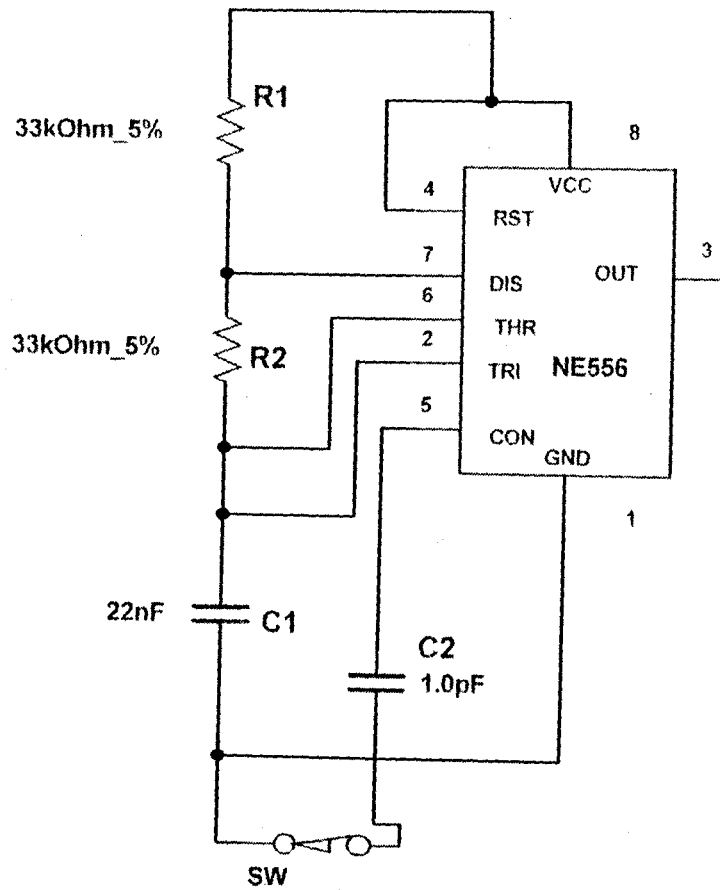 R1
33kOhm_5%
8
VCC
4
RST
7
3
DIS
OUT
6
THR
33kOhm_5%
R2
2
TRI
NE556
5
CON
GND
1
22nF
C1
C2
1.0pF
SW